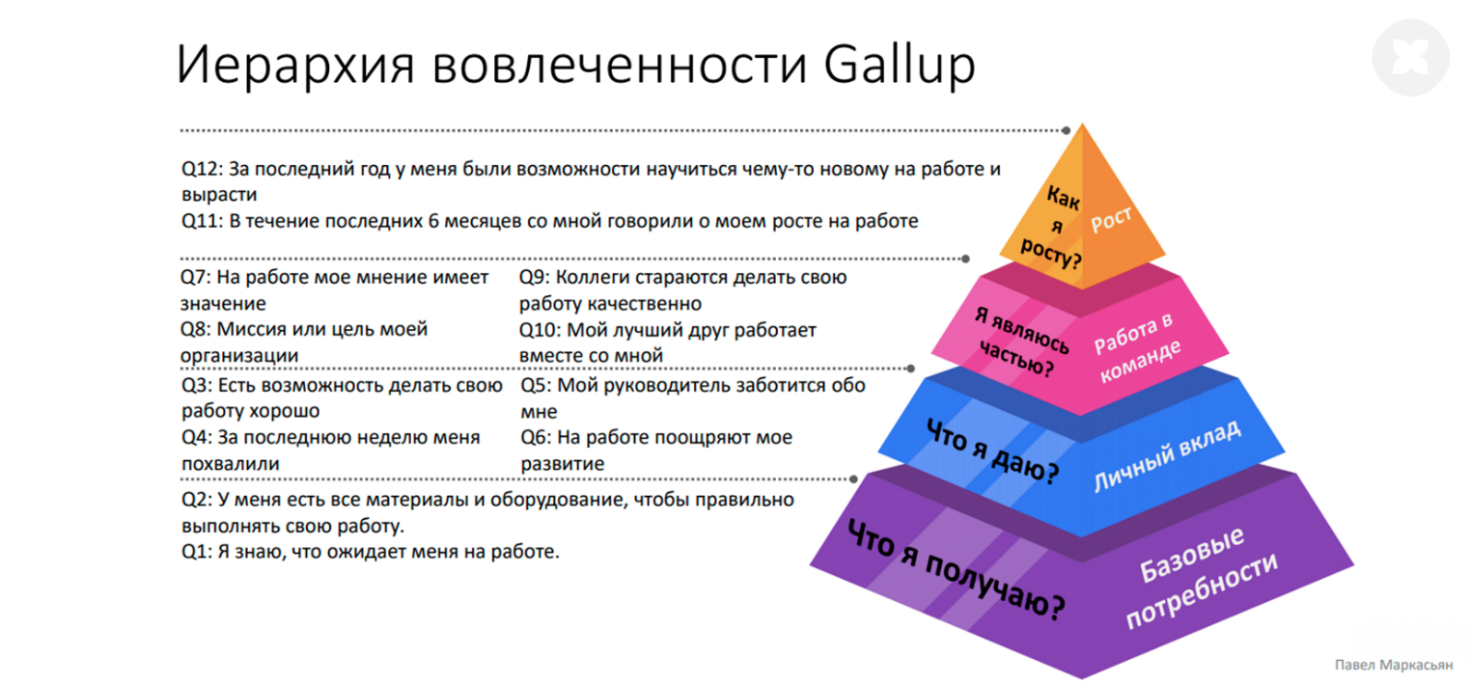 Иерархия вовлеченности Gallup
Q12: За последний год у меня были возможности научиться чему-то новому на работе и
вырасти
Q11: В течение последних 6 месяцев со мной говорили о моем росте на работе
Как
я
росту?
Рост
Q7: На работе мое мнение имеет
значение
Q8: Миссия или цель моей
организации
Q9: Коллеги стараются делать свою
работу качественно
Q10: Мой лучший друг работает
вместе со мной
Я являюсь
частью?
Работа в
команде
Q3: Есть возможность делать свою
работу хорошо
Q4: За последнюю неделю меня
похвалили
Q5: Мой руководитель заботится обо
мне
Q6: На работе поощряют мое
развитие
Что я даю?
Личный вклад
Q2: У меня есть все материалы и оборудование, чтобы правильно
выполнять свою работу.
Q1: Я знаю, что ожидает меня на работе.
Что я получаю?
Базовые
потребности
Павел Маркасьян